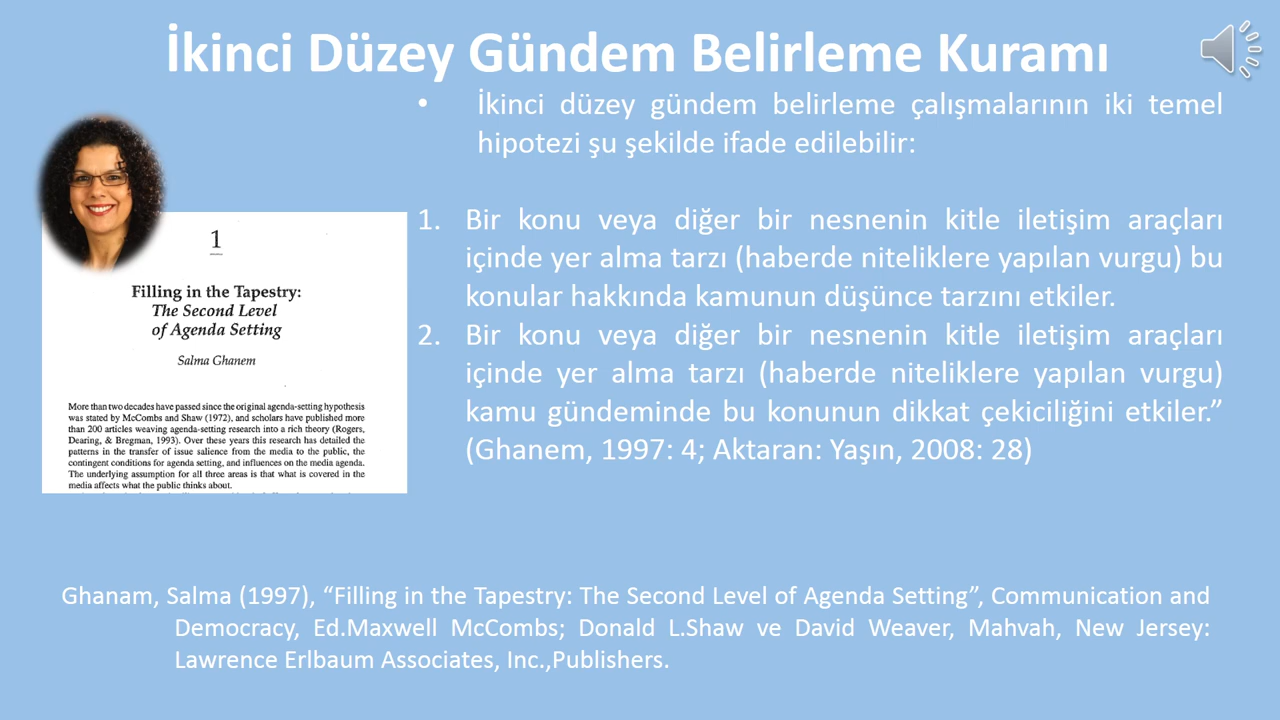 İkinci Düzey Gündem Belirleme Kuramı
• İkinci düzey gündem belirleme çalışmalarının iki temel
hipotezi şu şekilde ifade edilebilir:
1. Bir konu veya diğer bir nesnenin kitle iletişim araçları
içinde yer alma tarzı (haberde niteliklere yapılan vurgu) bu
konular hakkında kamunun düşünce tarzını etkiler.
2. Bir konu veya diğer bir nesnenin kitle iletişim araçları
içinde yer alma tarzı (haberde niteliklere yapılan vurgu)
kamu gündeminde bu konunun dikkat çekiciliğini etkiler.”
(Ghanem, 1997: 4; Aktaran: Yaşın, 2008: 28)
1
Filling in the Tapestry:
The Second Level
of Agenda Setting
Salma Ghanem
More than two decades have passed since the original agenda-setting hypothesis
was stated by McCombs and Shaw (1972), and scholars have published more
than 200 articles weaving agenda-setting research into a rich theory (Rogers,
Dearing, & Bregman, 1993). Over these years this research has detailed the
patterns in the transfer of issue salience from the media to the public, the
contingent conditions for agenda setting, and influences on the media agenda.
The underlying assumption for all three areas is that what is covered in the
media affects what the public thinks about.
Ghanam, Salma (1997), “Filling in the Tapestry: The Second Level of Agenda Setting”, Communication and
Democracy, Ed.Maxwell McCombs; Donald L.Shaw ve David Weaver, Mahvah, New Jersey:
Lawrence Erlbaum Associates, Inc.,Publishers.